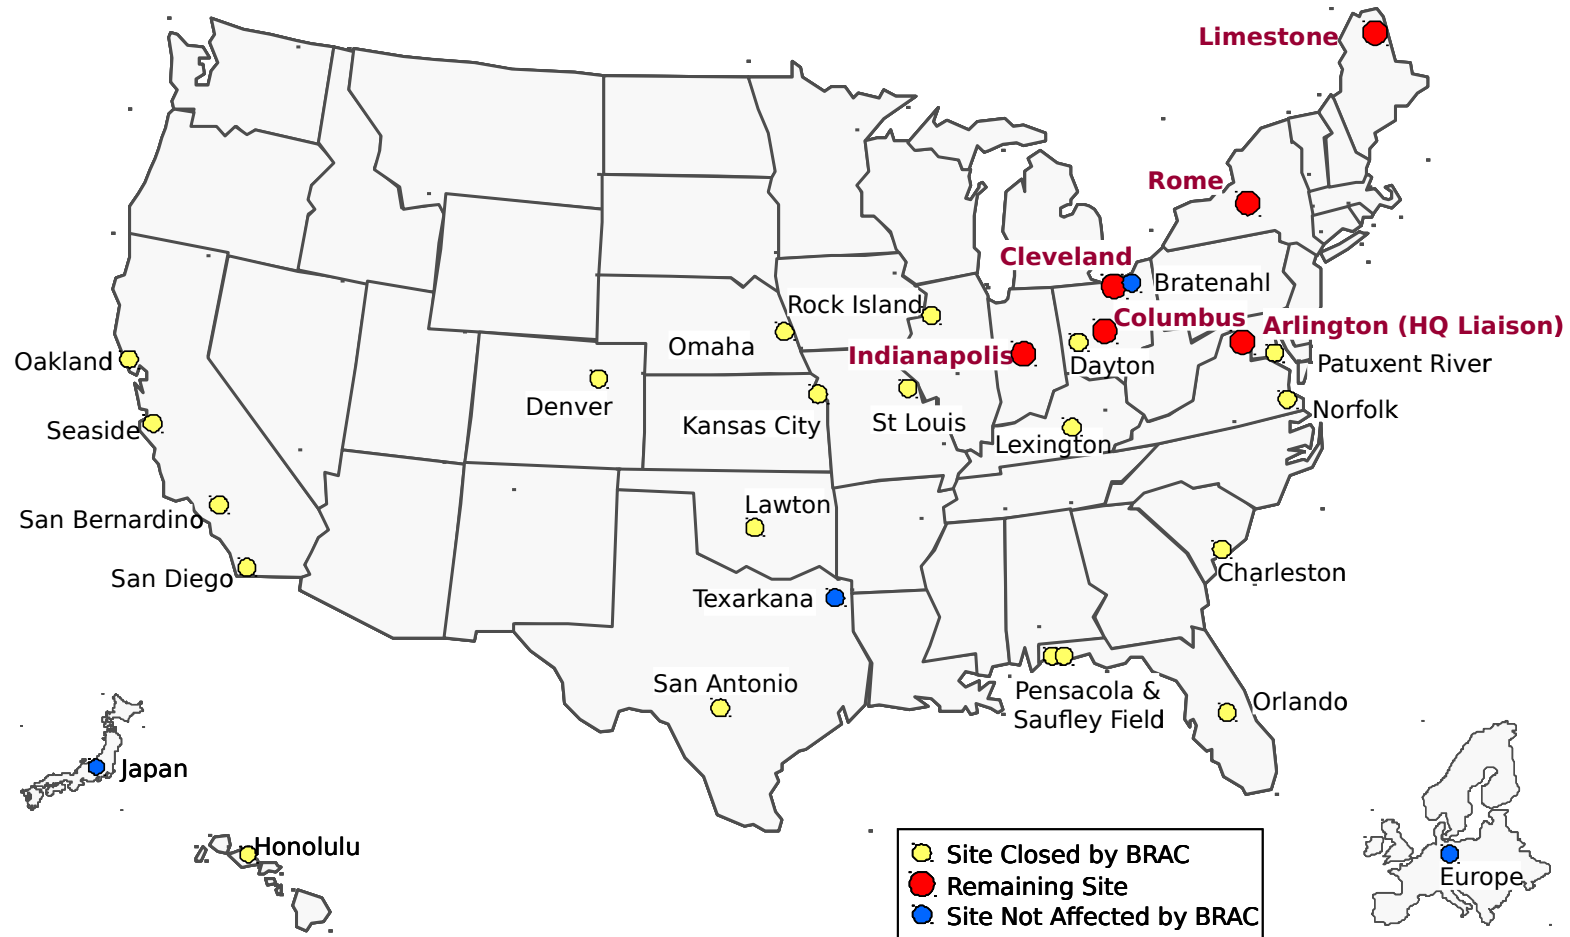 Limestone
Rome
Cleveland
Bratenahl
Rock Island
Columbus
Arlington (HQ Liaison)
Omaha
Indianapolis
Oakland
Dayton
Patuxent River
Denver
Kansas City
St Louis
Norfolk
Seaside
Lexington
Lawton
San Bernardino
San Diego
Charleston
Texarkana
San Antonio
Pensacola &
Saufley Field
Orlando
Japan
Honolulu
Site Closed by BRAC
Remaining Site
Site Not Affected by BRAC
Europe